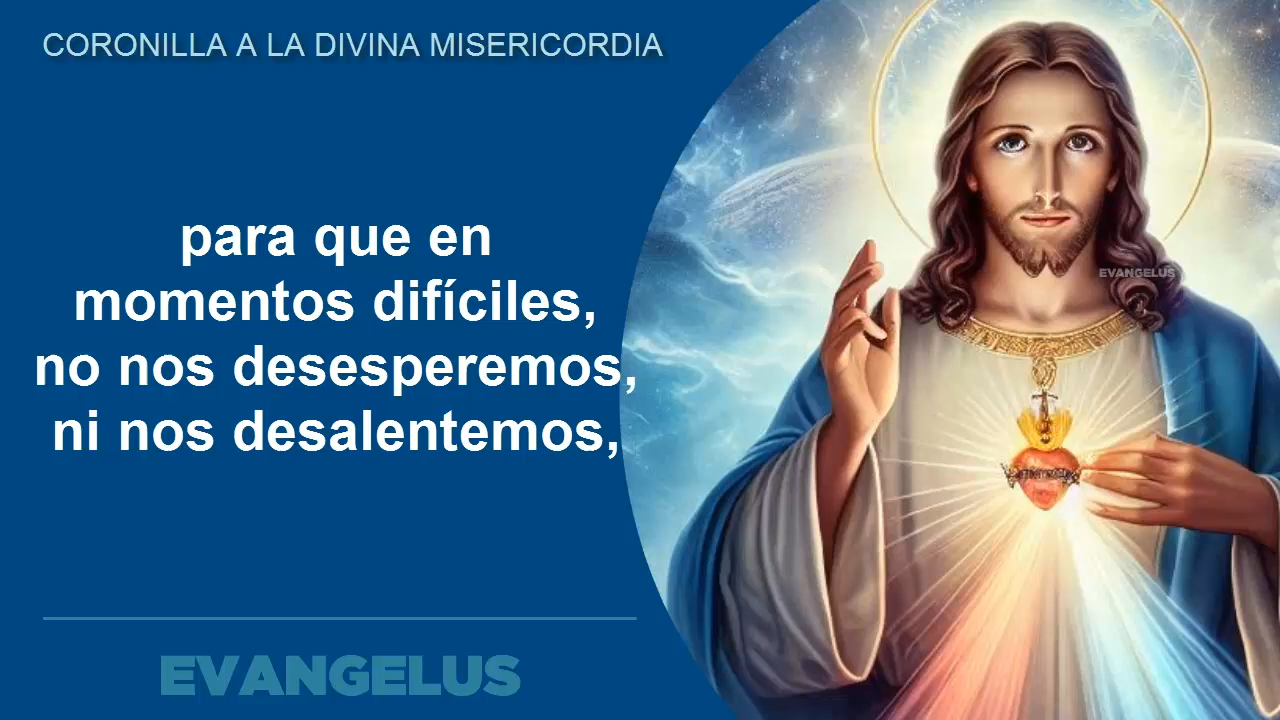 CORONILLA A LA DIVINA MISERICORDIA
para que en
momentos difíciles,
no nos desesperemos,
ni nos desalentemos,
EVANGELUS
EVANGELUS